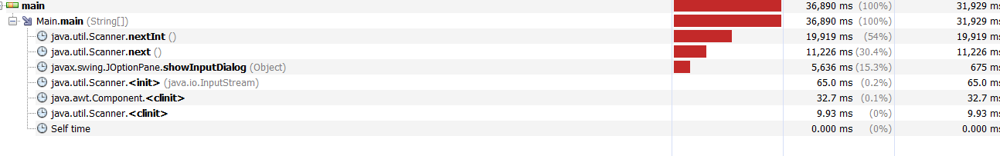 main 36,890 ms (100%) 31,929 ms
Main.main (String[]) 36,890 ms (100%) 31,929 ms
java.util.Scanner.nextInt () 19,919 ms (54%) 19,919 ms
java.util.Scanner.next () 11,226 ms (30.4%) 11,226 ms
javax.swing.JOptionPane.showInputDialog (Object) 5,636 ms (15.3%) 675 ms
java.util.Scanner.<init> (java.io.InputStream) 65.0 ms (0.2%) 65.0 ms
java.awt.Component.<clinit> 32.7 ms (0.1%) 32.7 ms
java.util.Scanner.<clinit> 9.93 ms (0%) 9.93 ms
Self time 0.000 ms (0%) 0.000 ms